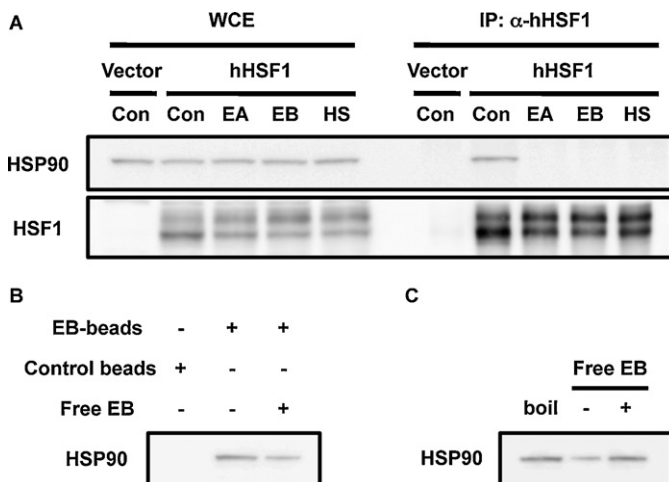 A
WCE IP: α-hHSF1
Vector hHSF1 Vector hHSF1
Con Con EA EB HS Con Con EA EB HS
HSP90
HSF1
B
EB-beads - + +
Control beads + - -
Free EB - - +
HSP90
C
Free EB
boil - +
HSP90